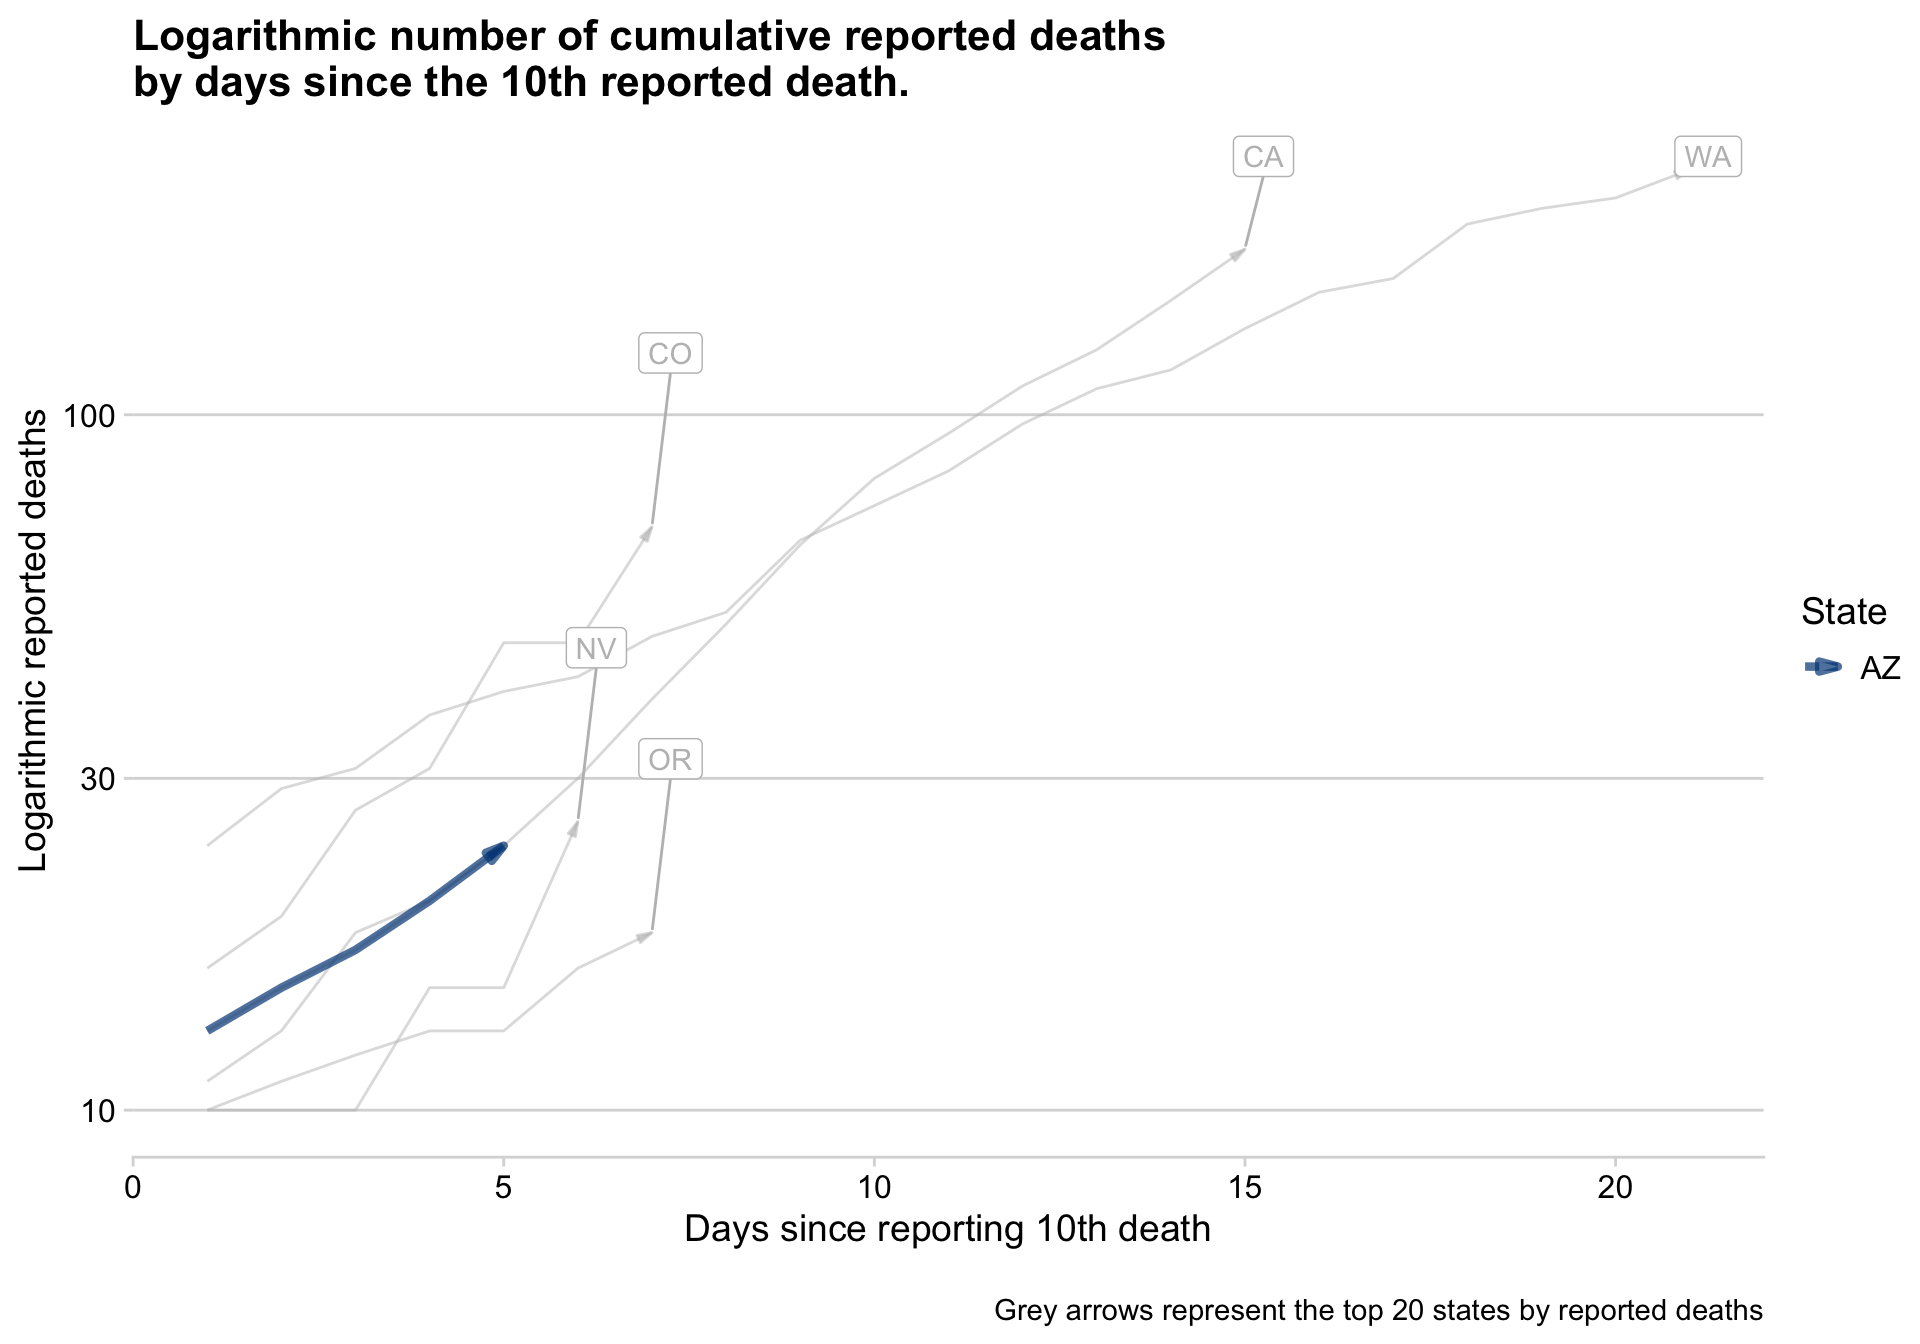 Logarithmic number of cumulative reported deaths
by days since the 10th reported death.
CA
WA
CO
100
Logarithmic reported deaths
State
NV
AZ
OR
30
10
0
5
10
15
20
Days since reporting 10th death
Grey arrows represent the top 20 states by reported deaths